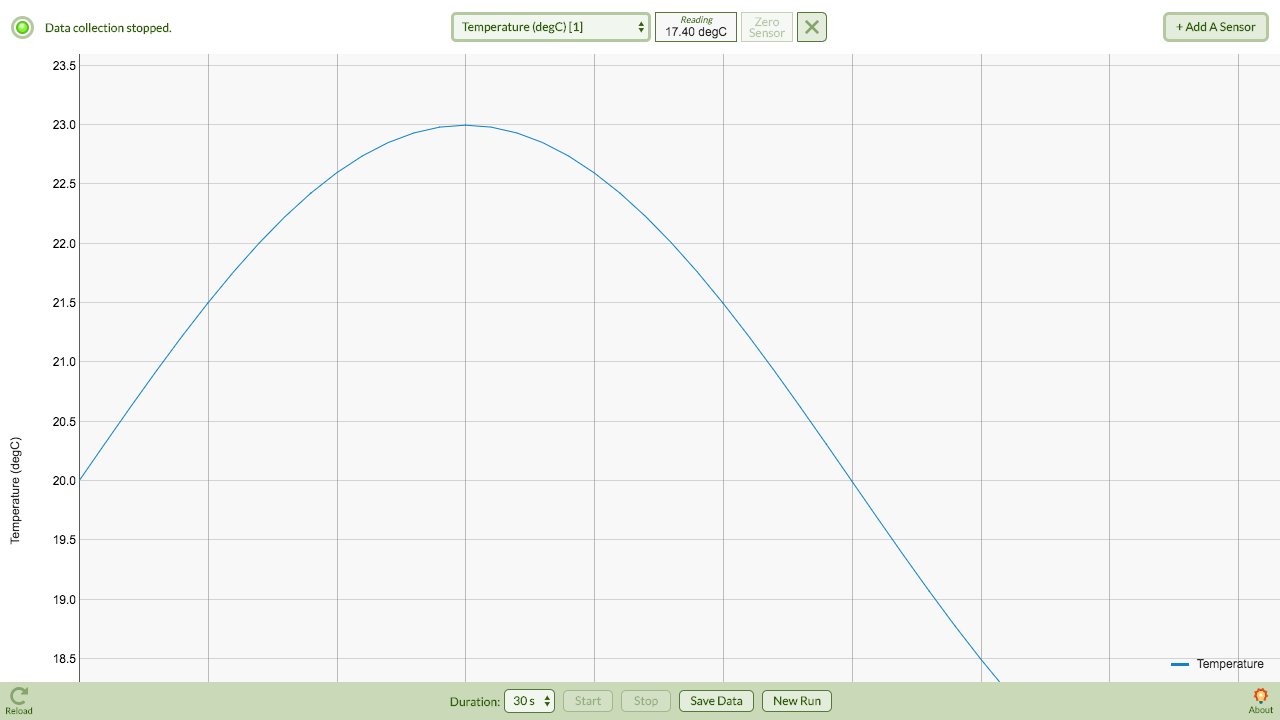 Data collection stopped.
Temperature (degC) [1]
Reading
17.40 degC
Zero
Sensor
+ Add A Sensor
23.5
23.0
22.5
22.0
21.5
21.0
20.5
20.0
19.5
19.0
18.5
Temperature (degC)
Temperature
Reload
Duration:
30 s
Start
Stop
Save Data
New Run
About